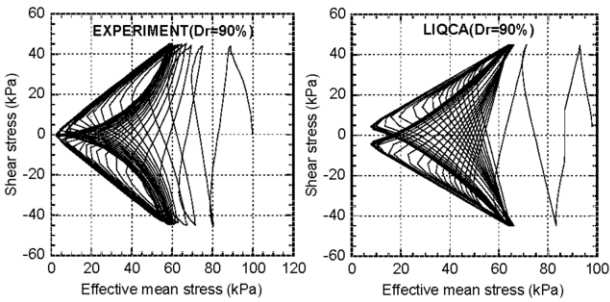 EXPERIMENT(Dr=90%)
60
40
20
0
-20
-40
-60
Shear stress (kPa)
0 20 40 60 80 100 120
Effective mean stress (kPa)
LIQCA(Dr=90%)
60
40
20
0
-20
-40
-60
Shear stress (kPa)
0 20 40 60 80 100
Effective mean stress (kPa)